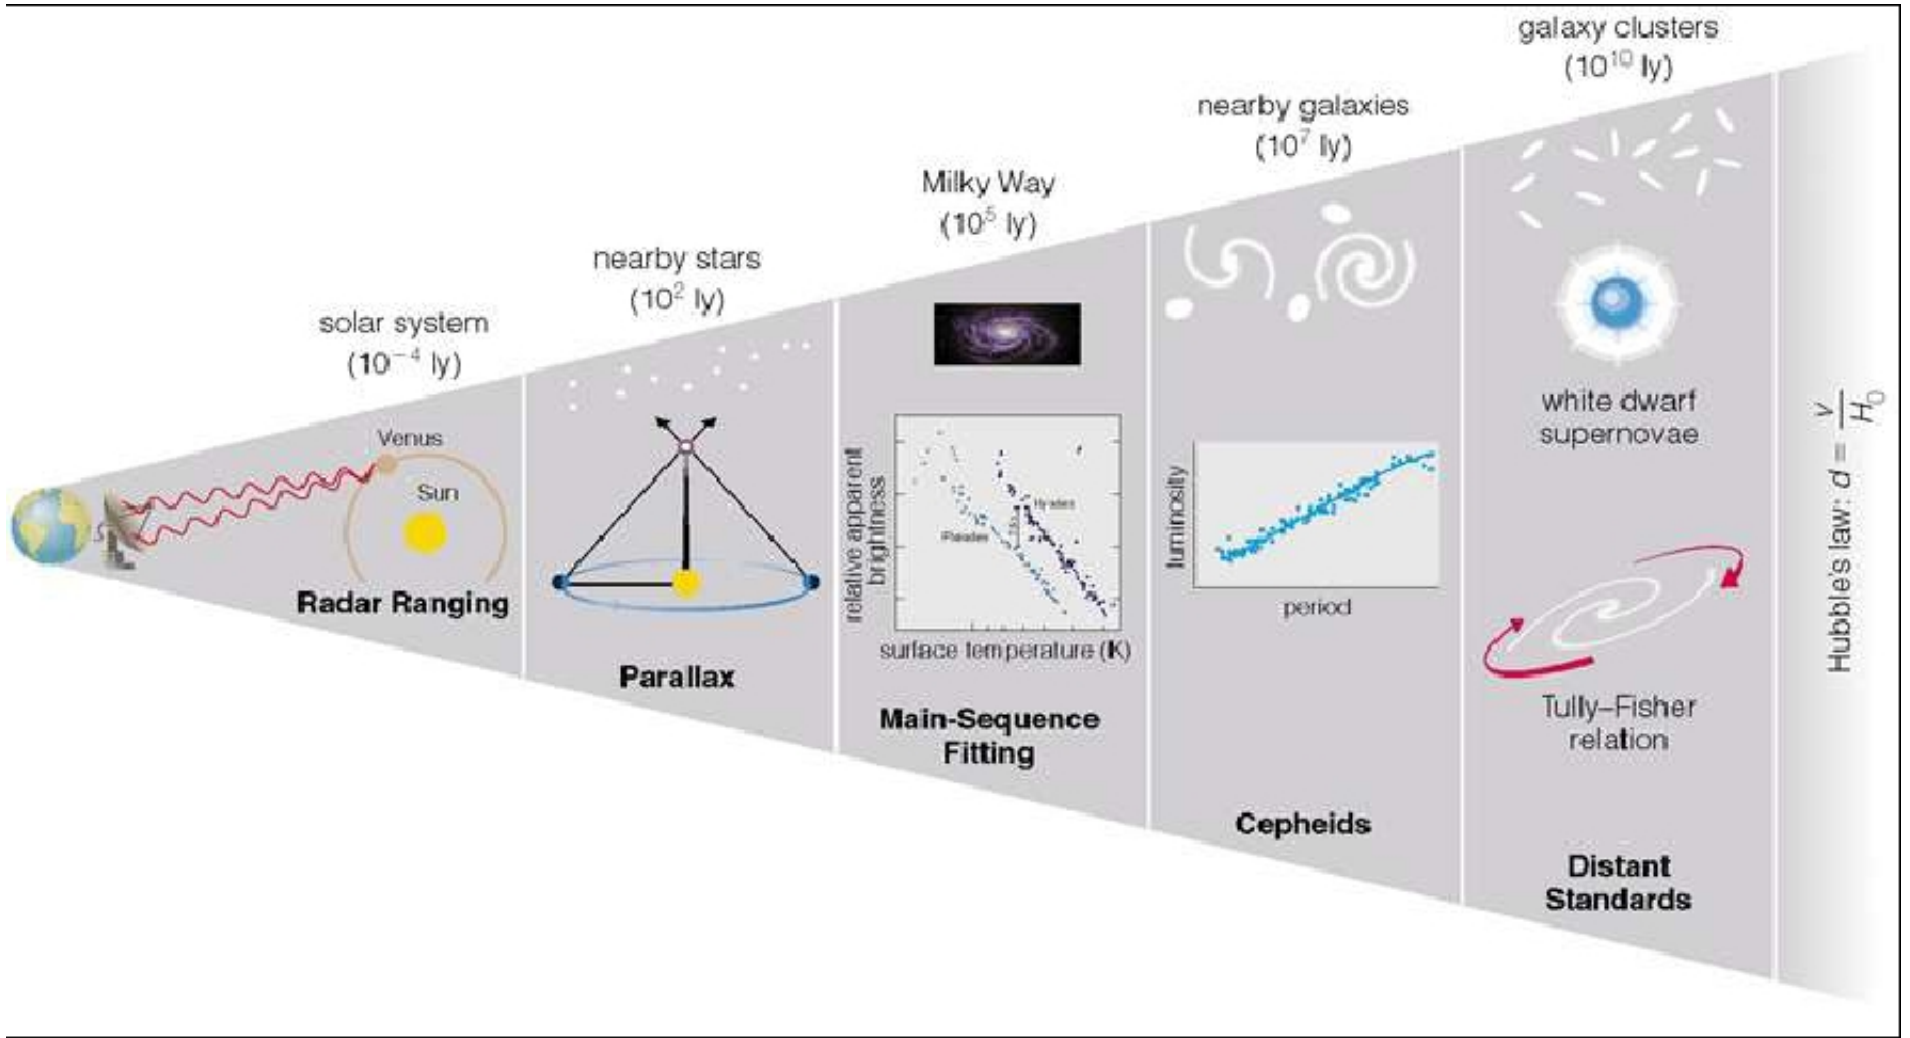 galaxy clusters
(10¹⁰ ly)
nearby galaxies
(10⁷ ly)
Milky Way
(10⁵ ly)
nearby stars
(10² ly)
solar system
(10⁻⁴ ly)
Venus
Sun
Radar Ranging
Parallax
relative apparent
brightness
Hyades
Pleiades
surface temperature (K)
Main-Sequence
Fitting
luminosity
period
Cepheids
white dwarf
supernovae
Tully–Fisher
relation
Distant
Standards
Hubble's law: d = v/H₀